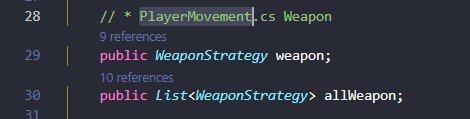 28 // * PlayerMovement.cs Weapon
9 references
29 public WeaponStrategy weapon;
10 references
30 public List<WeaponStrategy> allWeapon;
31